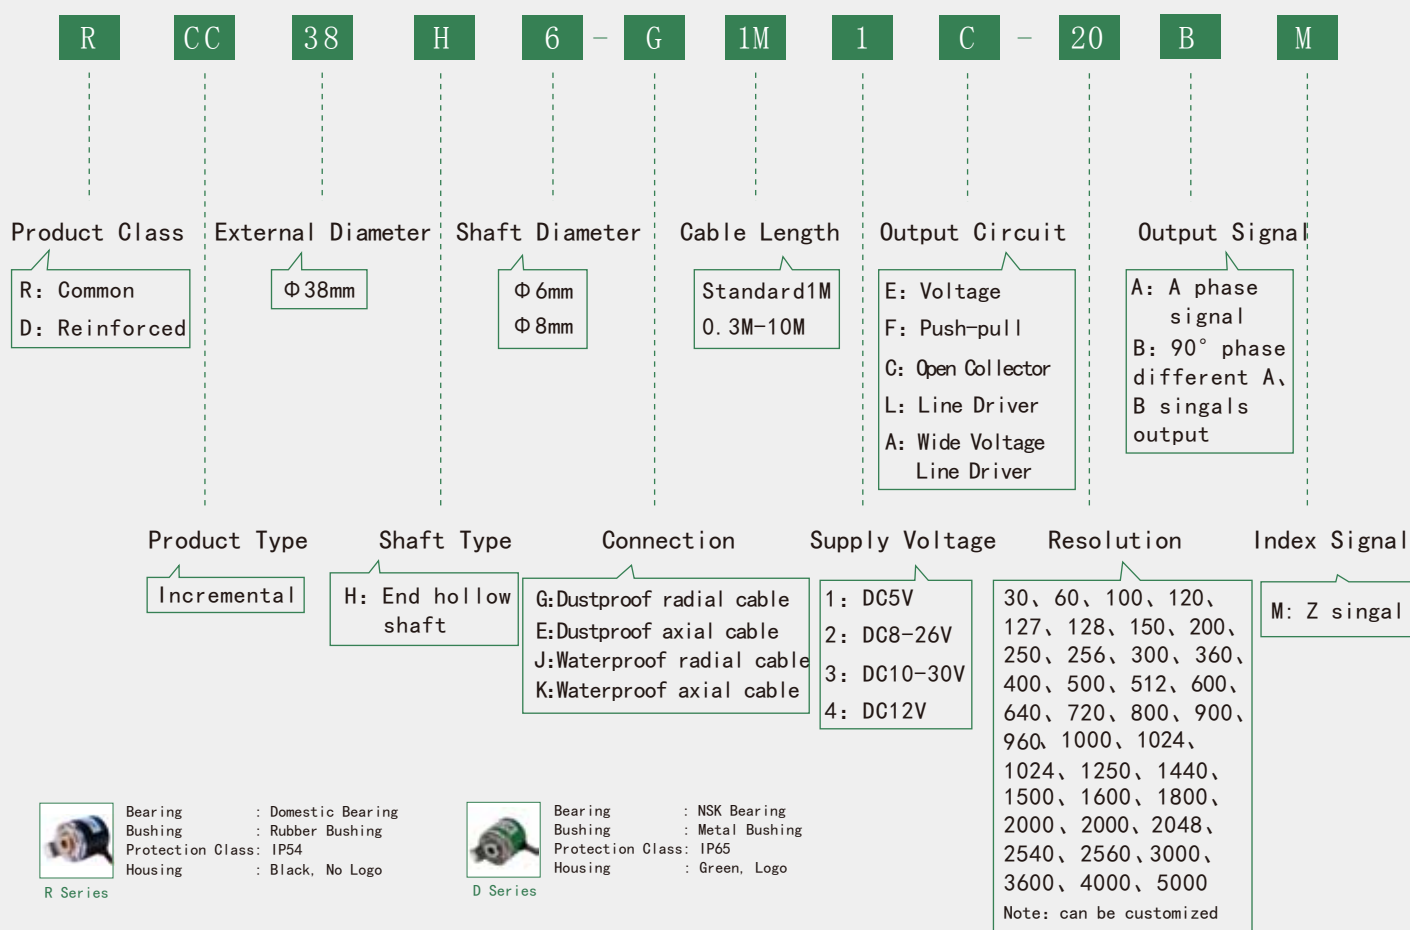 R CC 38 H 6 - G 1M 1 C - 20 B M
Product Class
R: Common
D: Reinforced
External Diameter
Φ38mm
Shaft Diameter
Φ6mm
Φ8mm
Cable Length
Standard1M
0.3M-10M
Output Circuit
E: Voltage
F: Push-pull
C: Open Collector
L: Line Driver
A: Wide Voltage
Line Driver
Output Signal
A: A phase
signal
B: 90° phase
different A、
B singals
output
Product Type
Incremental
Shaft Type
H: End hollow
shaft
Connection
G:Dustproof radial cable
E:Dustproof axial cable
J:Waterproof radial cable
K:Waterproof axial cable
Supply Voltage
1: DC5V
2: DC8-26V
3: DC10-30V
4: DC12V
Resolution
30、60、100、120、
127、128、150、200、
250、256、300、360、
400、500、512、600、
640、720、800、900、
960、1000、1024、
1024、1250、1440、
1500、1600、1800、
2000、2000、2048、
2540、2560、3000、
3600、4000、5000
Note: can be customized
Index Signal
M: Z singal
Bearing : Domestic Bearing
Bushing : Rubber Bushing
Protection Class: IP54
Housing : Black, No Logo
R Series
Bearing : NSK Bearing
Bushing : Metal Bushing
Protection Class: IP65
Housing : Green, Logo
D Series